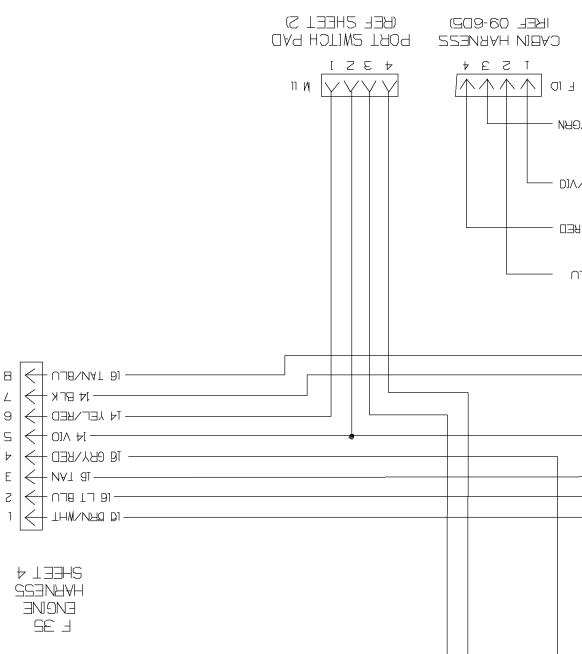 F 35
ENGINE
HARNESS
SHEET 4
1 10 ORN/WHT
2 16 LT BLU
3 16 TAN
4 16 GRY/RED
5 14 VIO
6 14 YEL/RED
7 14 BLK
8 16 TAN/BLU
LU
RED
/VIO
/GRN
F 10
1 2 3 4
CABIN HARNESS
(REF 09-605)
M 11
4 3 2 1
PORT SWITCH PAD
(REF SHEET 2)